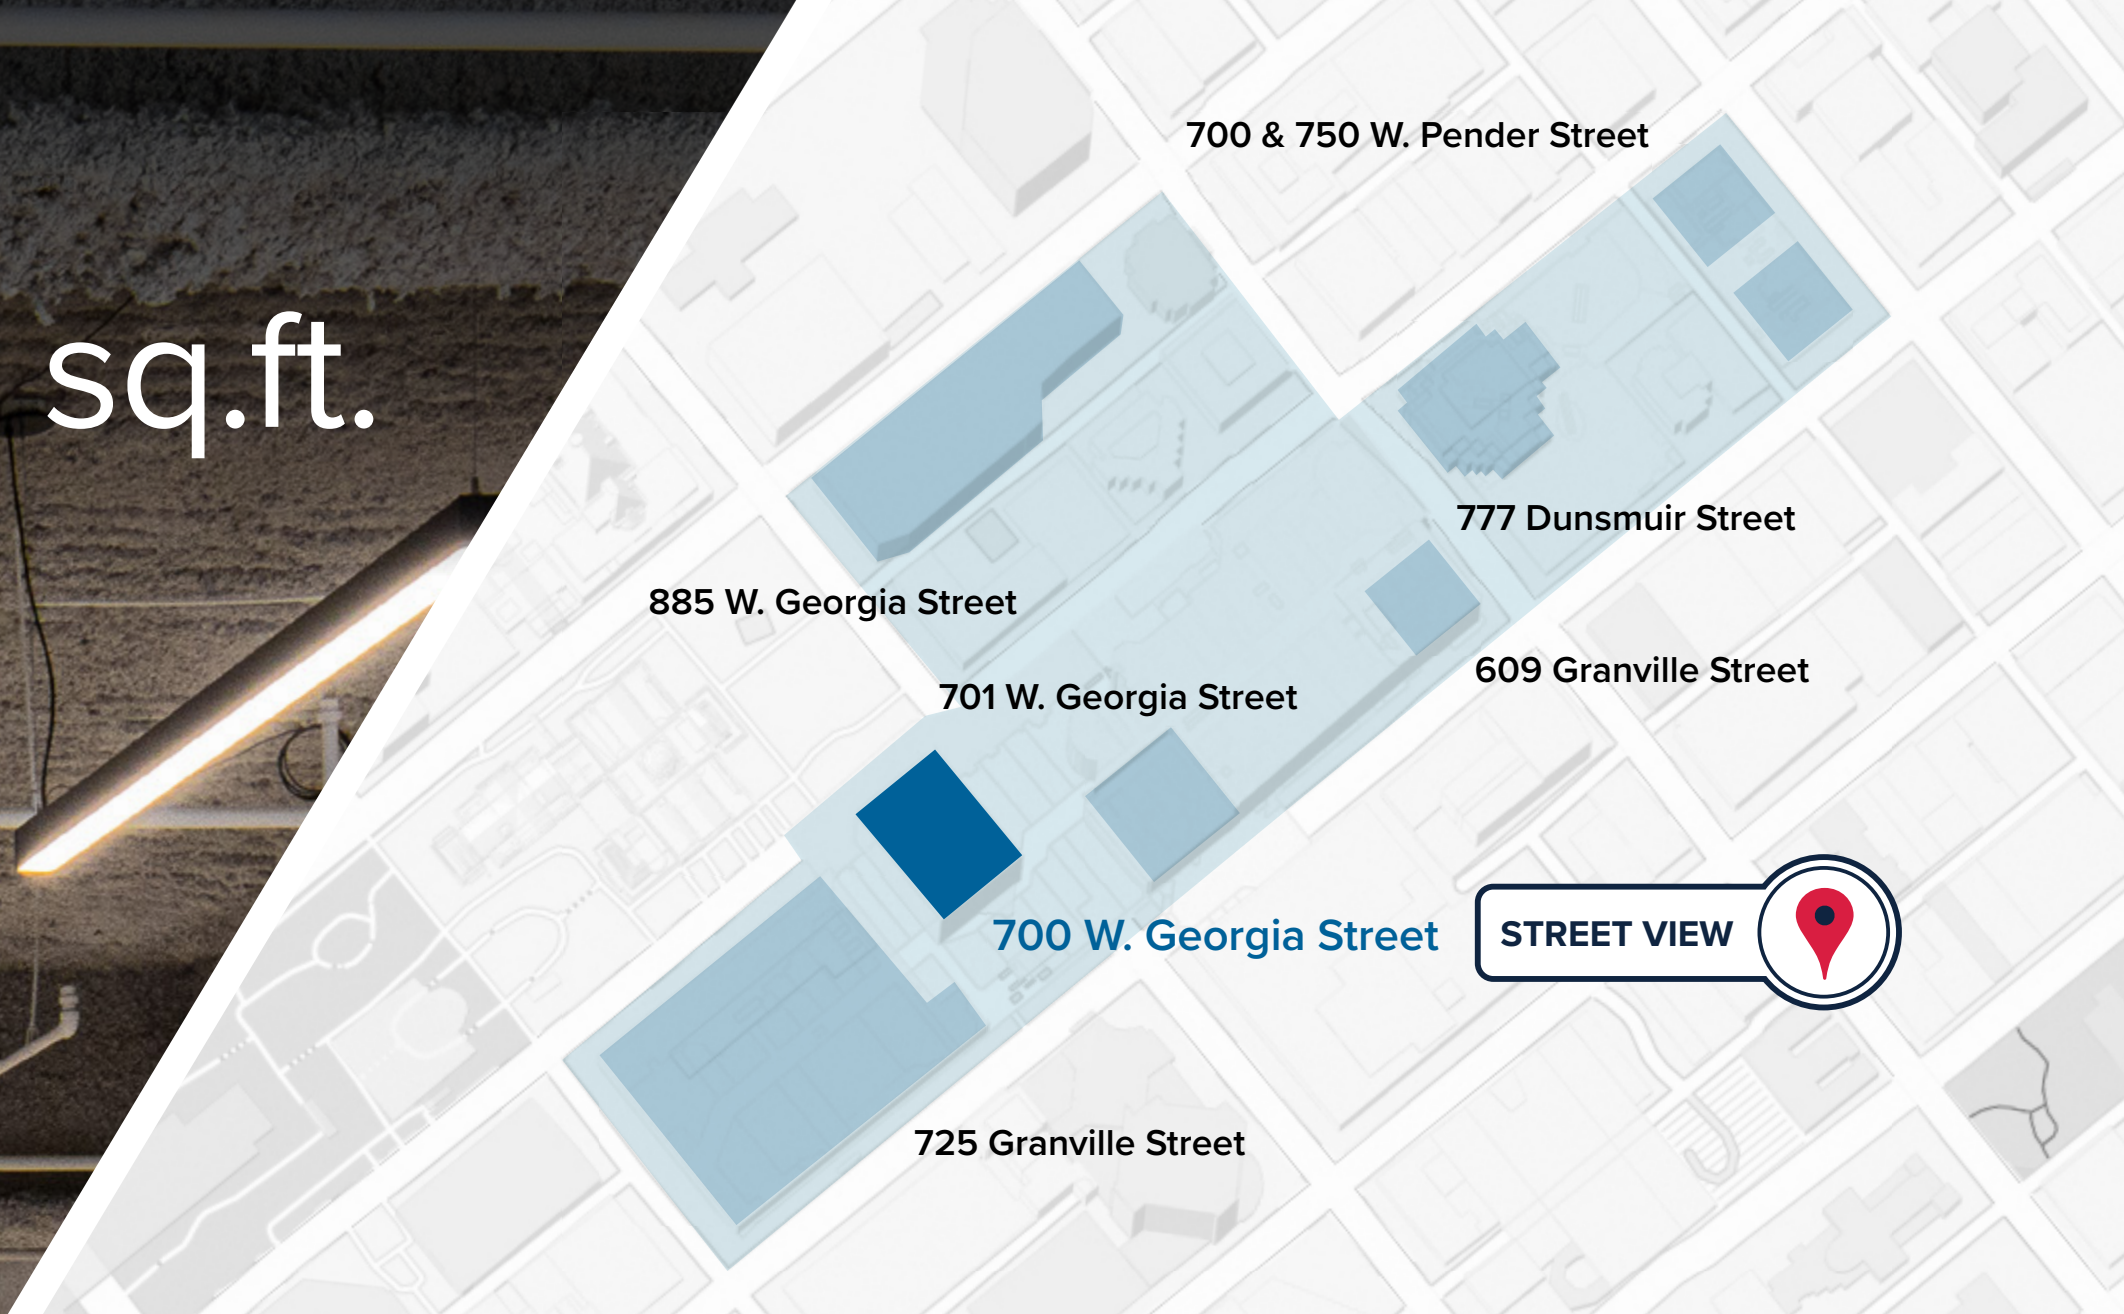 sq.ft.
700 & 750 W. Pender Street
777 Dunsmuir Street
885 W. Georgia Street
609 Granville Street
701 W. Georgia Street
700 W. Georgia Street
STREET VIEW
725 Granville Street